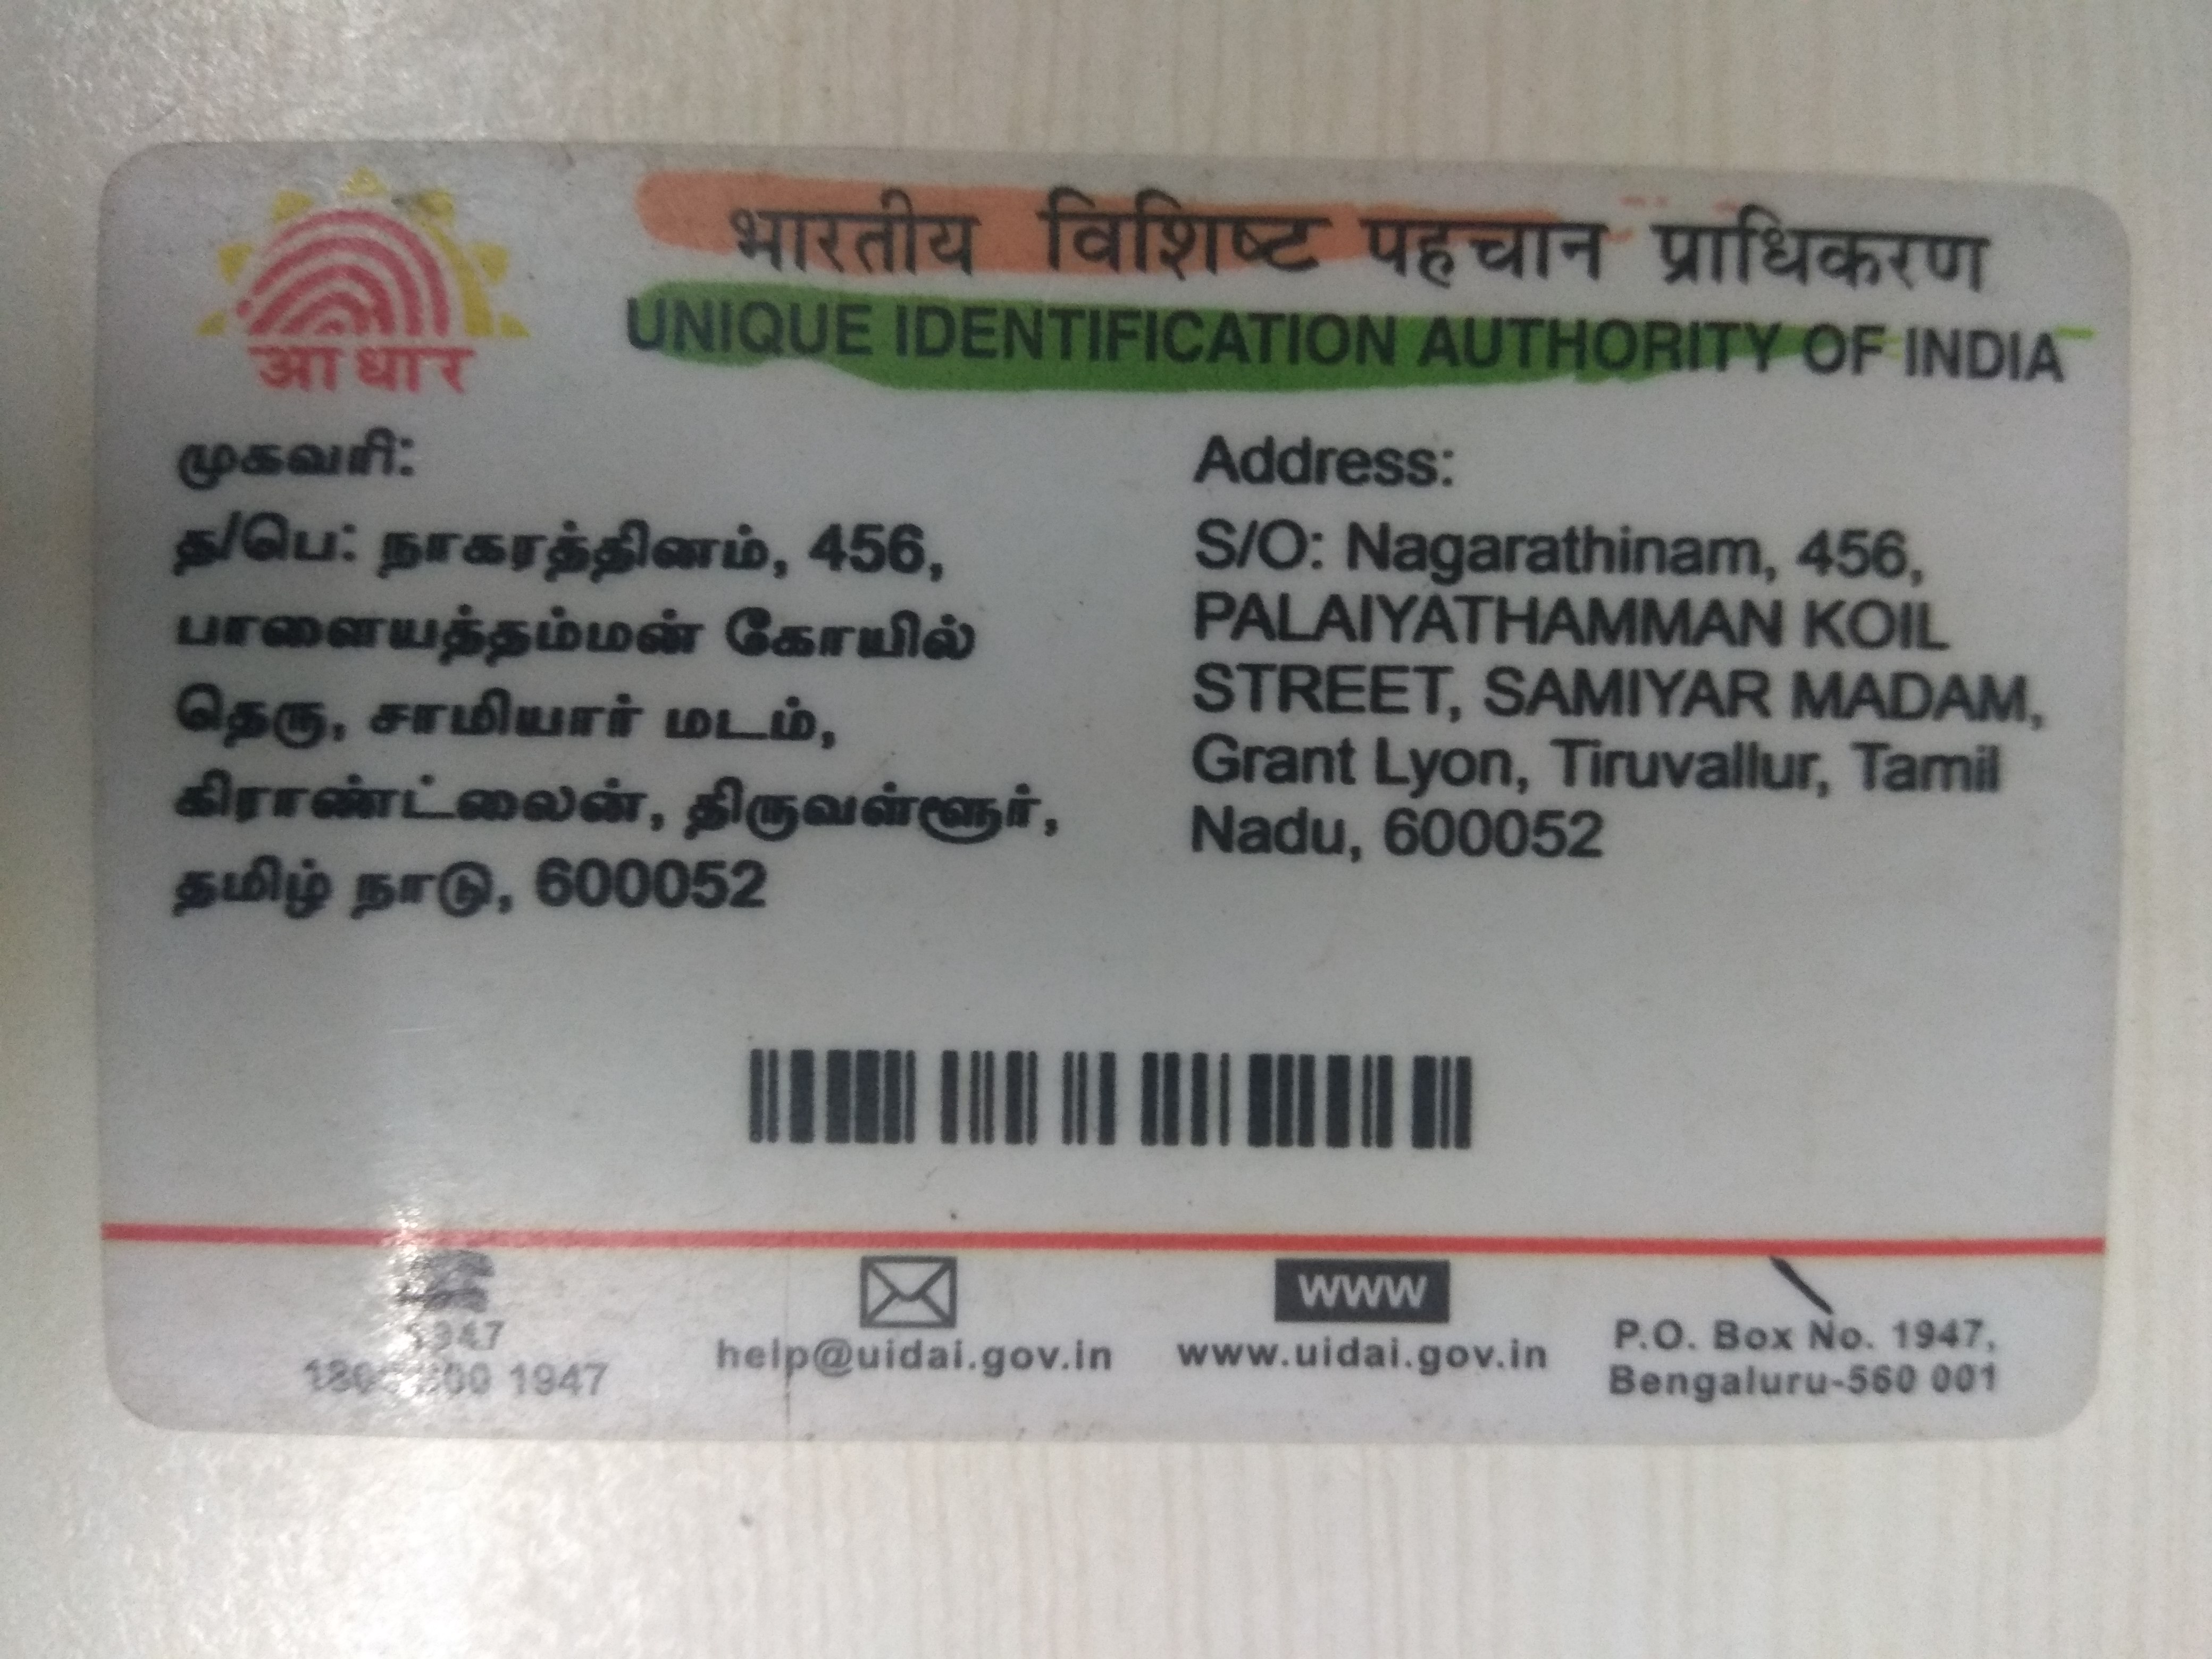 भारतीय विशिष्ट पहचान प्राधिकरण
UNIQUE IDENTIFICATION AUTHORITY OF INDIA
आधार
முகவரி:
த/பெ: நாகரத்தினம், 456,
பாளையத்தம்மன் கோயில்
தெரு, சாமியார் மடம்,
கிராண்ட்லைன், திருவள்ளூர்,
தமிழ் நாடு, 600052
Address:
S/O: Nagarathinam, 456,
PALAIYATHAMMAN KOIL
STREET, SAMIYAR MADAM,
Grant Lyon, Tiruvallur, Tamil
Nadu, 600052
1947
help@uidai.gov.in
WWW
www.uidai.gov.in
P.O. Box No. 1947,
Bengaluru-560 001